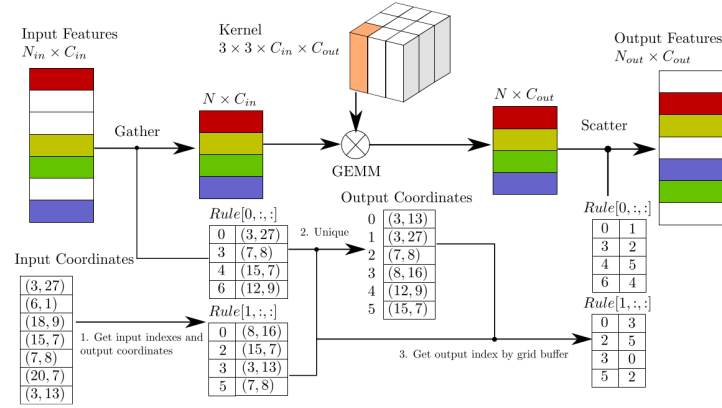 Input Features
N_in × C_in
Kernel
3 × 3 × C_in × C_out
Output Features
N_out × C_out
N × C_in
N × C_out
Gather
GEMM
Scatter
Input Coordinates
(3, 27)
(6, 1)
(18, 9)
(15, 7)
(7, 8)
(20, 7)
(3, 13)
1. Get input indexes and
output coordinates
Rule[0, :, :]
0 (3, 27)
3 (7, 8)
4 (15, 7)
6 (12, 9)
Rule[1, :, :]
0 (8, 16)
2 (15, 7)
3 (3, 13)
5 (7, 8)
2. Unique
Output Coordinates
0 (3, 13)
1 (3, 27)
2 (7, 8)
3 (8, 16)
4 (12, 9)
5 (15, 7)
3. Get output index by grid buffer
Rule[0, :, :]
0 1
3 2
4 5
6 4
Rule[1, :, :]
0 3
2 5
3 0
5 2